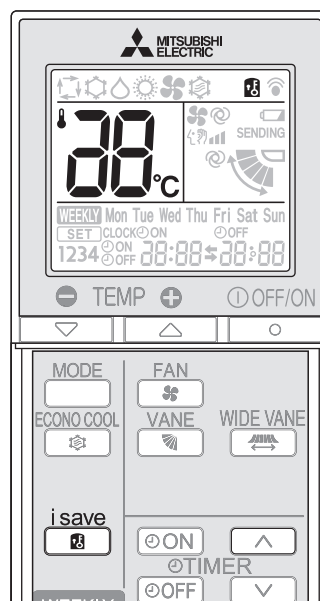 MITSUBISHI
ELECTRIC
SENDING
88°C
WEEKLY Mon Tue Wed Thu Fri Sat Sun
SET CLOCK ON OFF
1234 ON 88:88 88:88
OFF
TEMP OFF/ON
MODE FAN
ECONO COOL VANE WIDE VANE
i save
ON
TIMER
OFF
WEEKLY